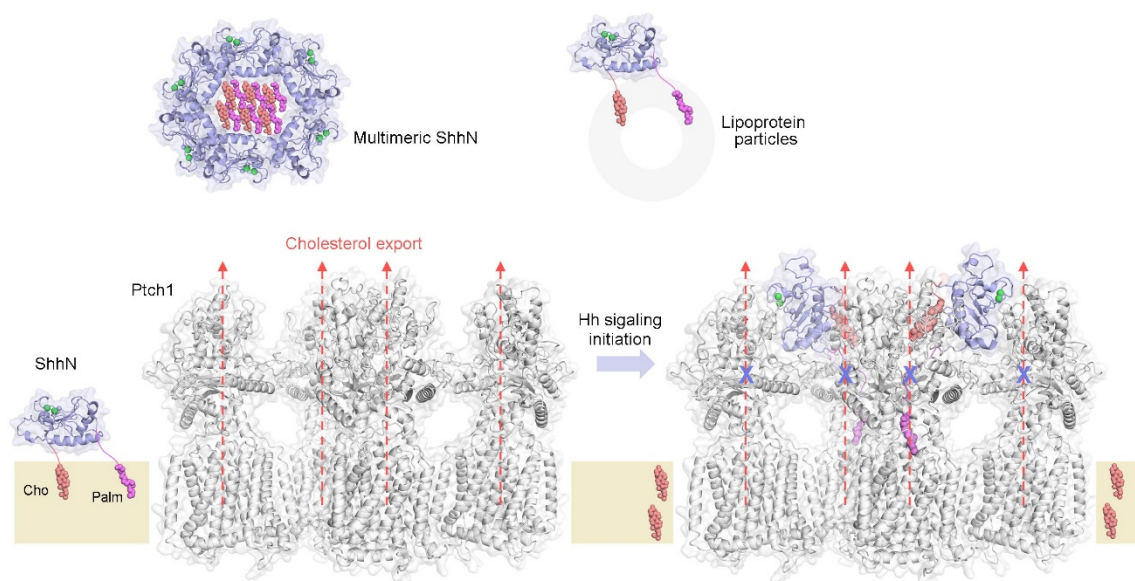 Multimeric ShhN
Lipoprotein
particles
Cholesterol export
Ptch1
Hh sigaling
initiation
ShhN
Cho
Palm
X X X X